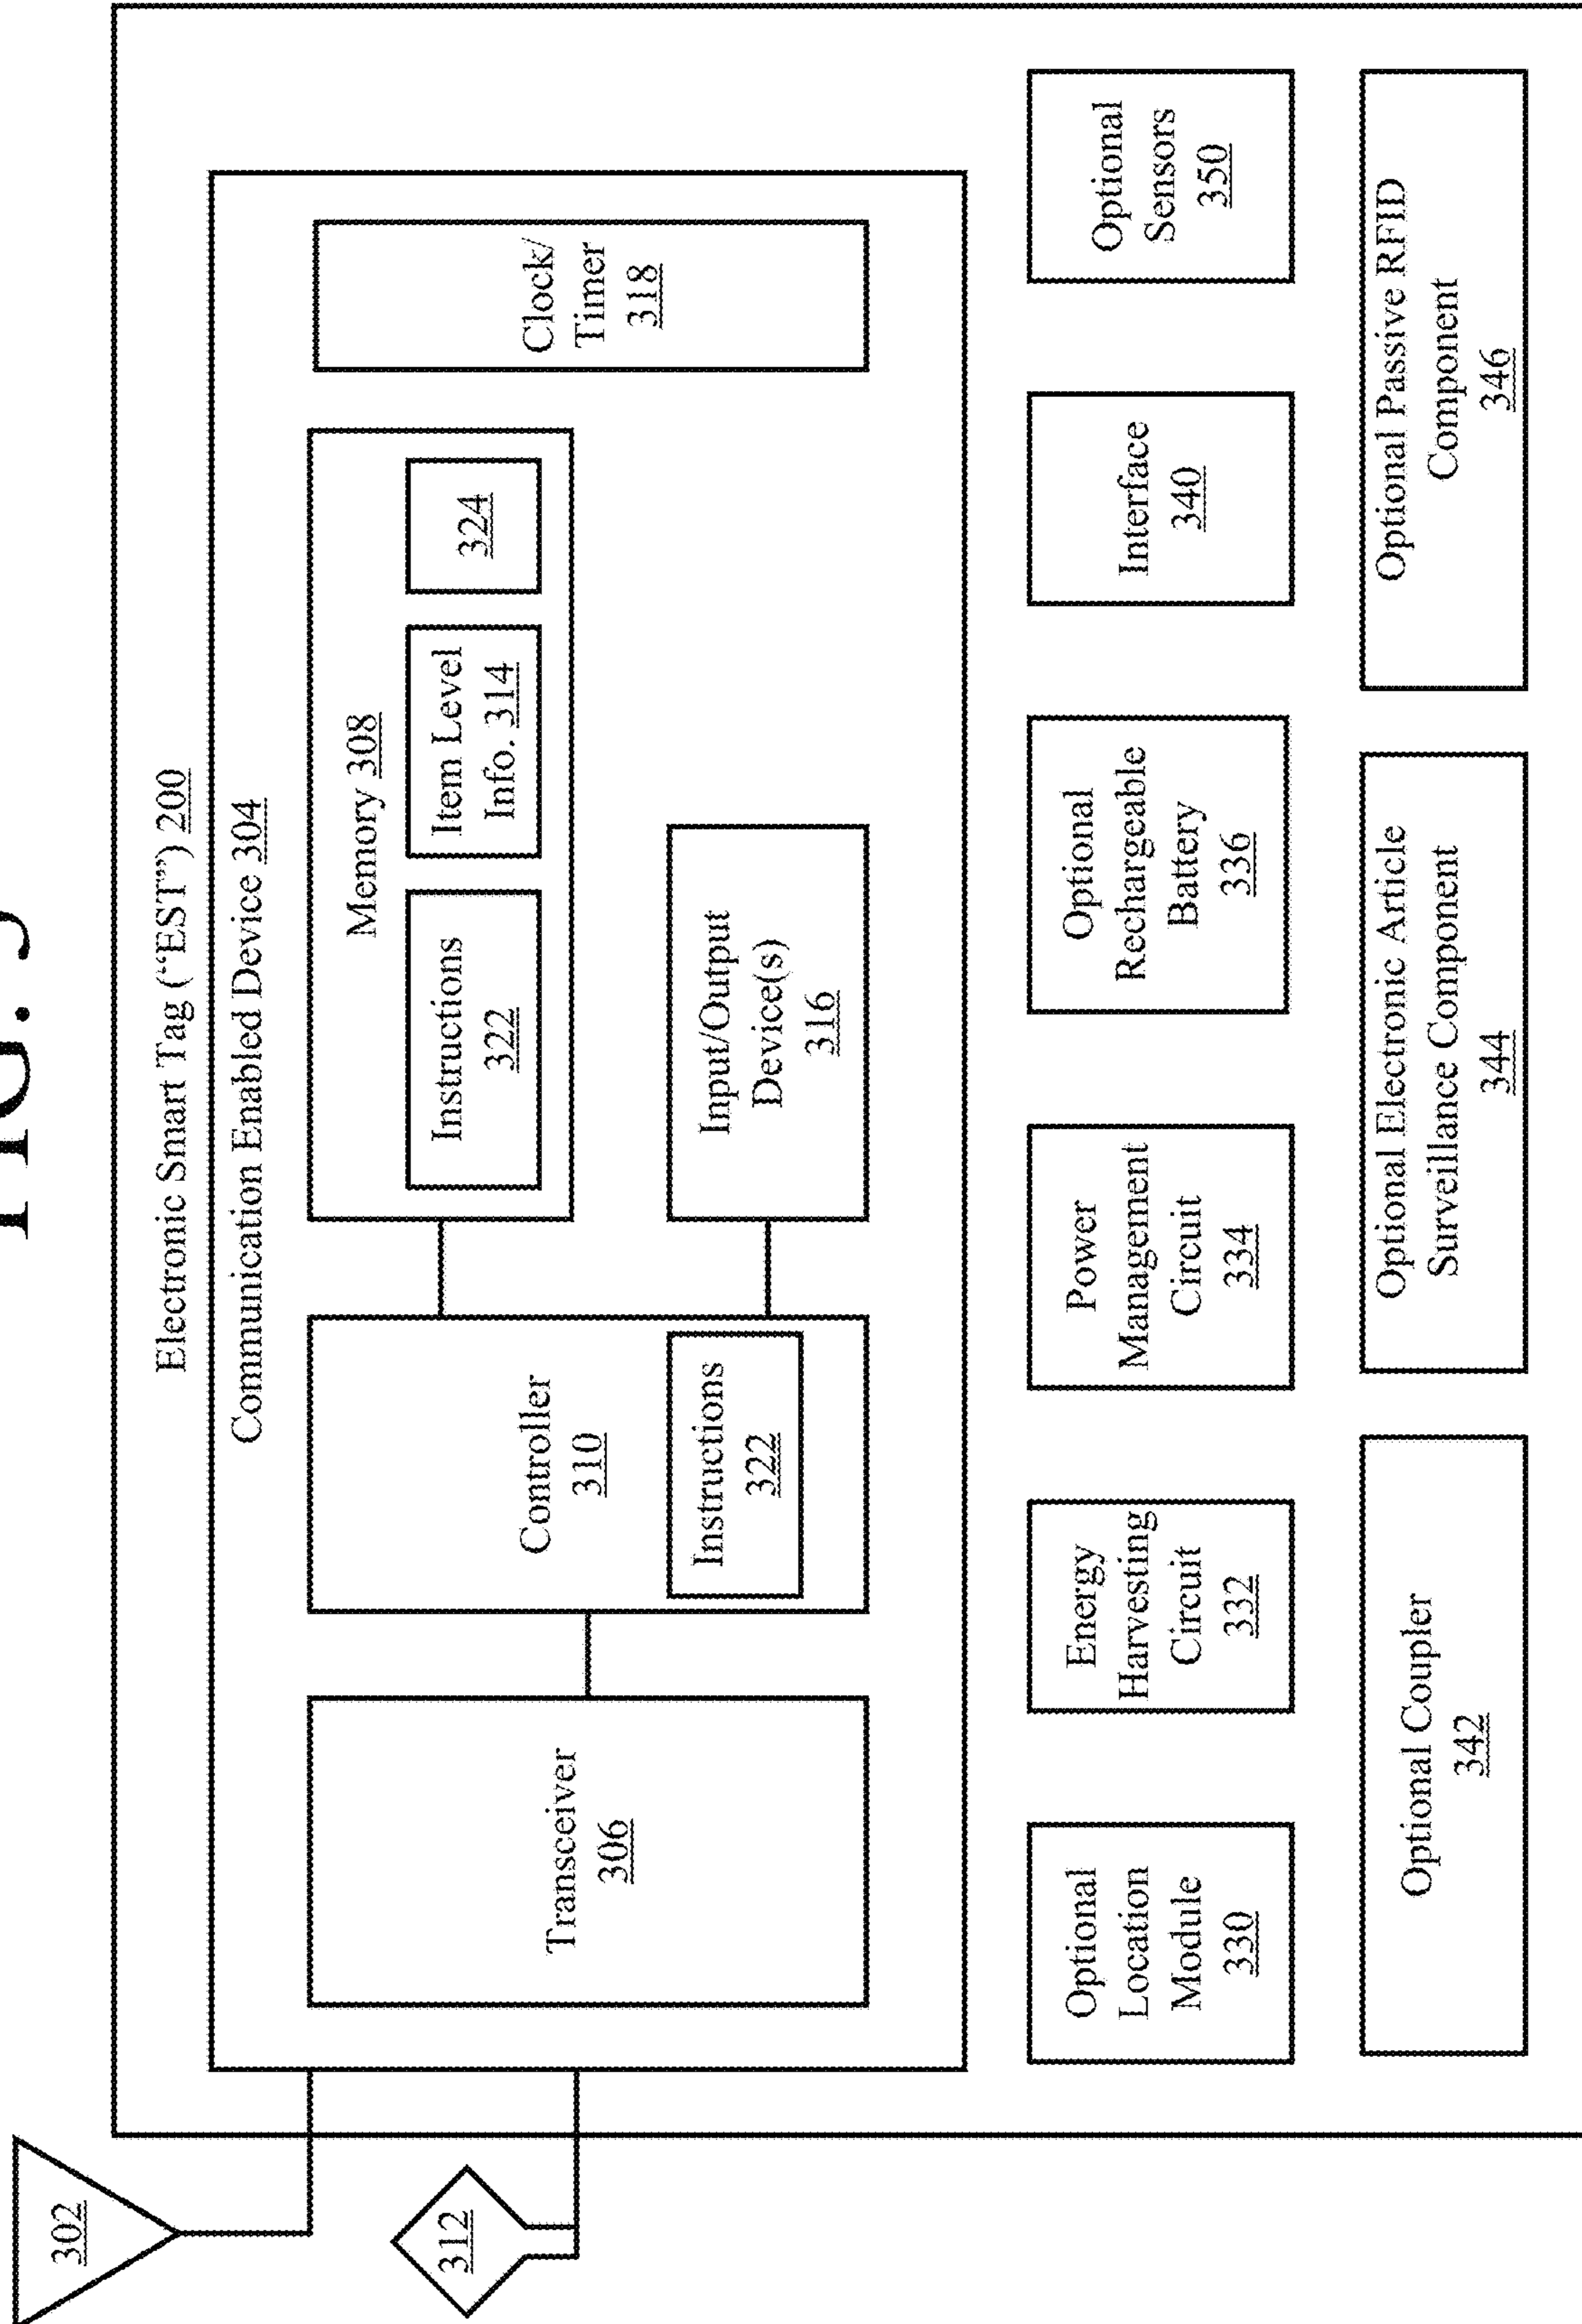 FIG. 3
Electronic Smart Tag (“EST”) 200
Communication Enabled Device 304
302
312
Transceiver
306
Controller
310
Instructions
322
Memory 308
Instructions
322
Item Level
Info. 314
324
Input/Output
Device(s)
316
Clock/
Timer
318
Optional
Location
Module
330
Energy
Harvesting
Circuit
332
Power
Management
Circuit
334
Optional
Rechargeable
Battery
336
Interface
340
Optional
Sensors
350
Optional Coupler
342
Optional Electronic Article
Surveillance Component
344
Optional Passive RFID
Component
346